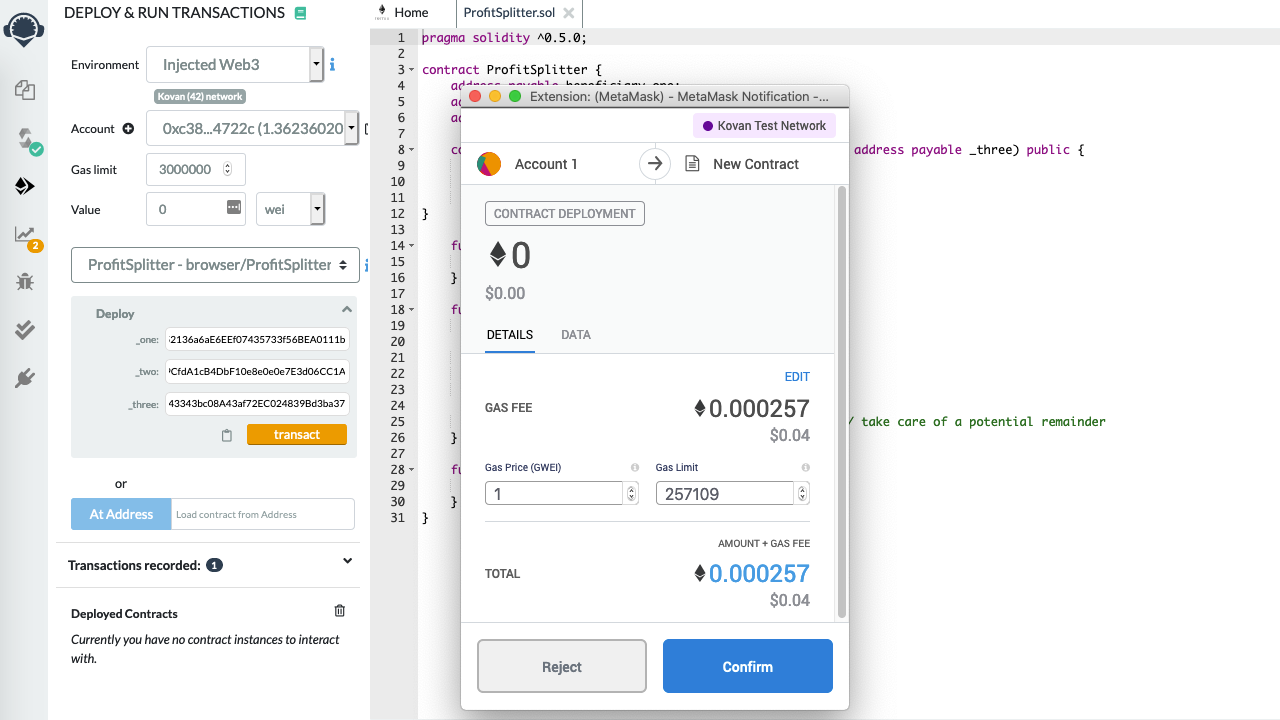 DEPLOY & RUN TRANSACTIONS
Environment
Injected Web3
Kovan (42) network
Account
0xc38...4722c (1.36236020
Gas limit
3000000
Value
0
wei
ProfitSplitter - browser/ProfitSplitter
Deploy
_one:
2136a6aE6EEf07435733f56BEA0111b
_two:
CfdA1cB4DbF10e8e0e0e7E3d06CC1A
_three:
43343bc08A43af72EC024839Bd3ba37
transact
or
At Address
Load contract from Address
Transactions recorded: 1
Deployed Contracts
Currently you have no contract instances to interact
with.
2
Home
ProfitSplitter.sol
1 pragma solidity ^0.5.0;
2
3 contract ProfitSplitter {
4 address payable beneficiary_one;
5 ad
6 ad
7
8 co address payable _three) public {
9
10
11
12 }
13
14 fu
15
16 }
17
18 fu
19
20
21
22
23
24
25 / take care of a potential remainder
26 }
27
28 fu
29
30 }
31 }
Extension: (MetaMask) - MetaMask Notification -...
Kovan Test Network
Account 1
New Contract
CONTRACT DEPLOYMENT
0
$0.00
DETAILS
DATA
EDIT
GAS FEE
0.000257
$0.04
Gas Price (GWEI)
Gas Limit
1
257109
AMOUNT + GAS FEE
TOTAL
0.000257
$0.04
Reject
Confirm